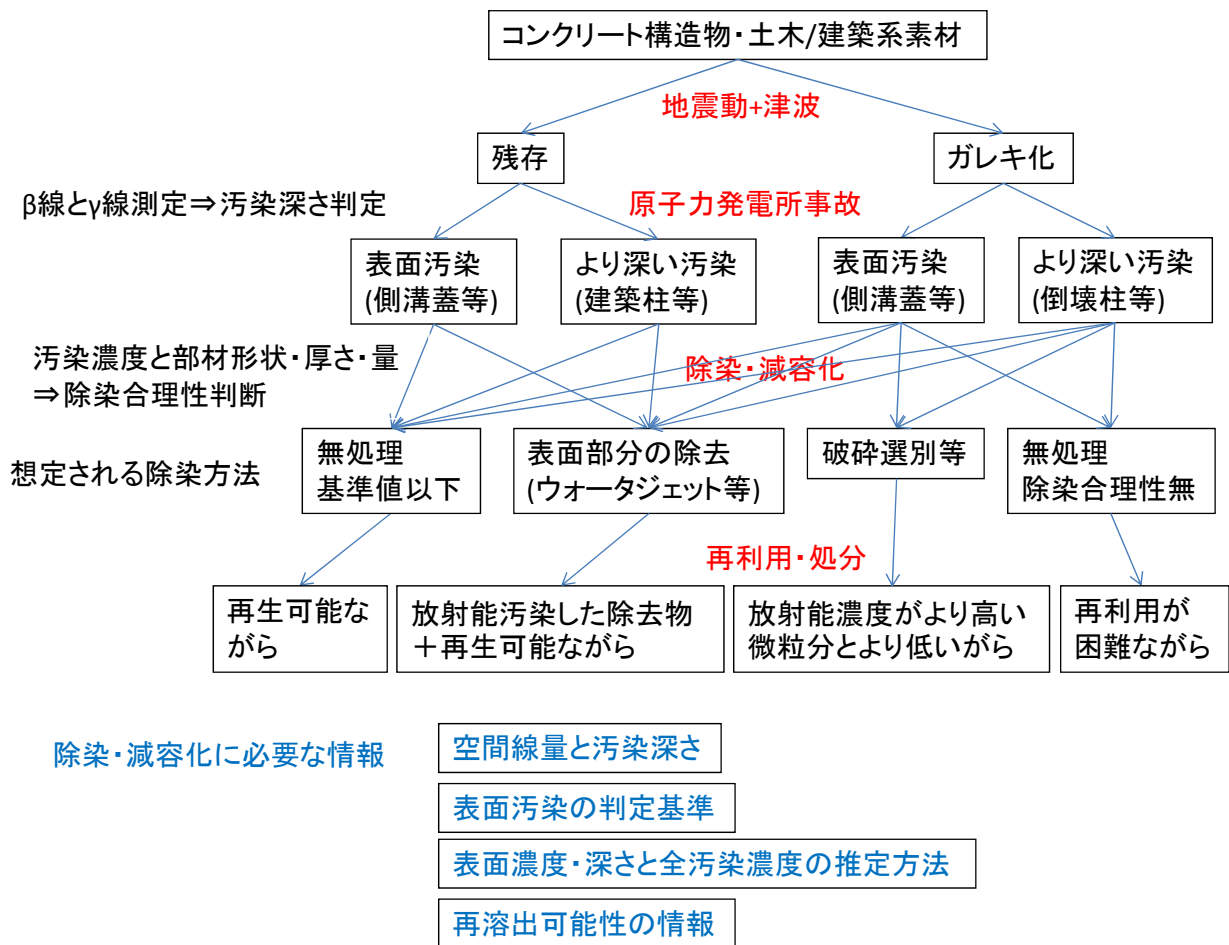 コンクリート構造物・土木/建築系素材
地震動+津波
残存
ガレキ化
β線とγ線測定⇒汚染深さ判定
原子力発電所事故
表面汚染
(側溝蓋等)
より深い汚染
(建築柱等)
表面汚染
(側溝蓋等)
より深い汚染
(倒壊柱等)
汚染濃度と部材形状・厚さ・量
⇒除染合理性判断
除染・減容化
想定される除染方法
無処理
基準値以下
表面部分の除去
(ウォータジェット等)
破砕選別等
無処理
除染合理性無
再利用・処分
再生可能な
がら
放射能汚染した除去物
＋再生可能ながら
放射能濃度がより高い
微粒分とより低いがら
再利用が
困難ながら
除染・減容化に必要な情報
空間線量と汚染深さ
表面汚染の判定基準
表面濃度・深さと全汚染濃度の推定方法
再溶出可能性の情報